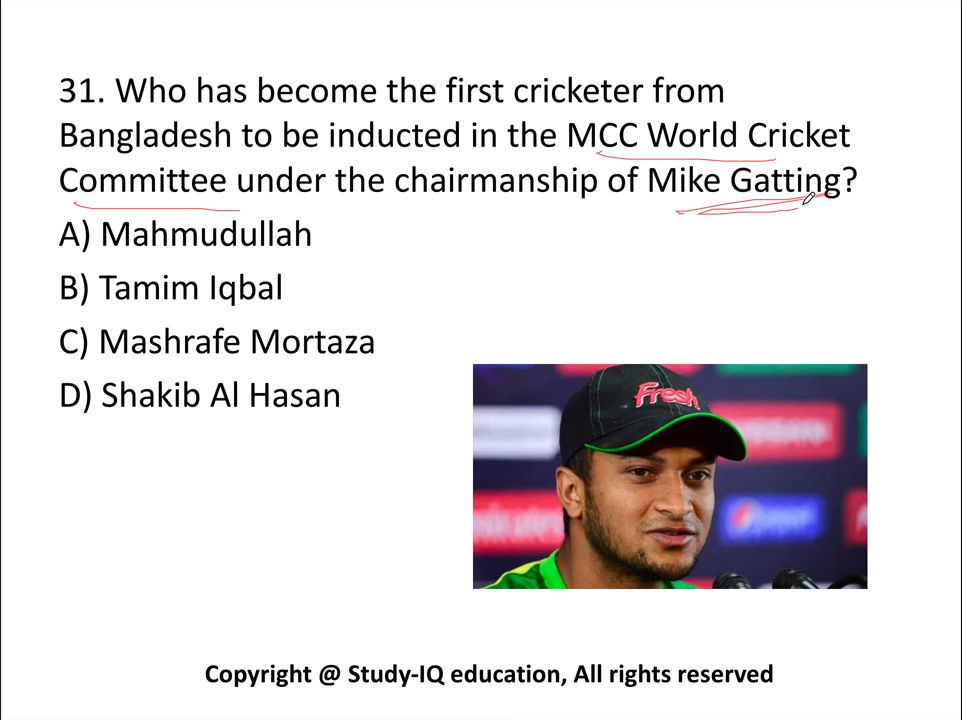 31. Who has become the first cricketer from
Bangladesh to be inducted in the MCC World Cricket
Committee under the chairmanship of Mike Gatting?
A) Mahmudullah
B) Tamim Iqbal
C) Mashrafe Mortaza
D) Shakib Al Hasan
Fresh
pepsi
Copyright @ Study-IQ education, All rights reserved